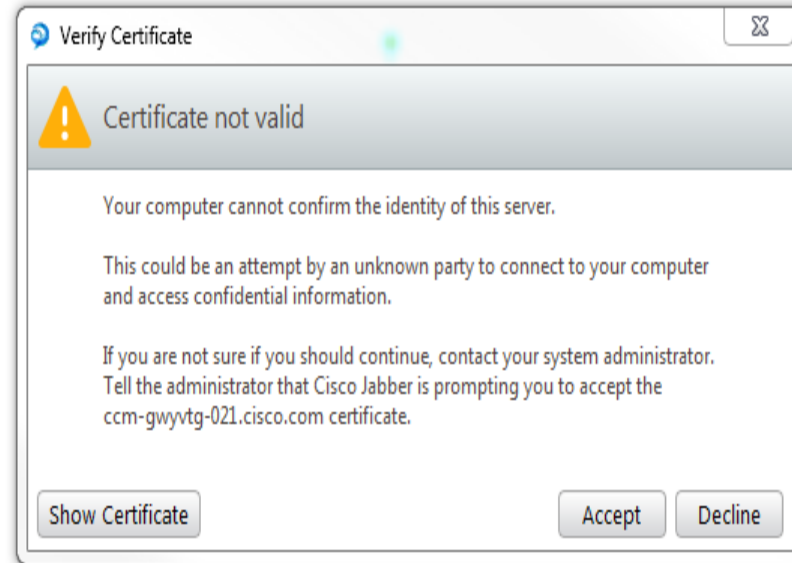 Verify Certificate
Certificate not valid
Your computer cannot confirm the identity of this server.
This could be an attempt by an unknown party to connect to your computer
and access confidential information.
If you are not sure if you should continue, contact your system administrator.
Tell the administrator that Cisco Jabber is prompting you to accept the
ccm-gwyvtg-021.cisco.com certificate.
Show Certificate Accept Decline